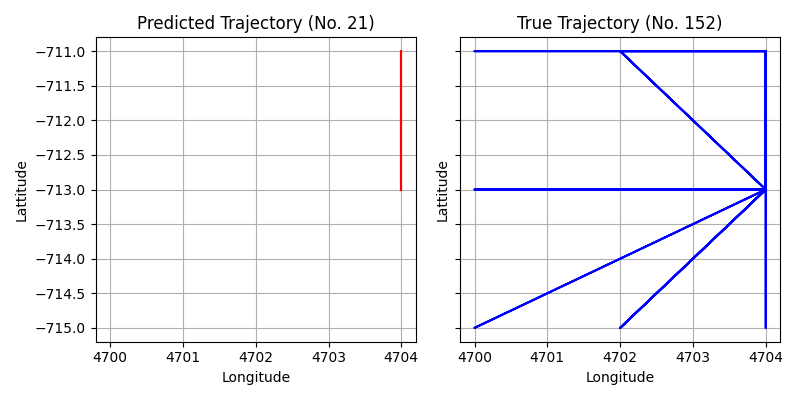 Predicted Trajectory (No. 21)
−711.0
−711.5
−712.0
−712.5
−713.0
−713.5
−714.0
−714.5
−715.0
Lattitude
4700 4701 4702 4703 4704
Longitude
True Trajectory (No. 152)
Lattitude
4700 4701 4702 4703 4704
Longitude